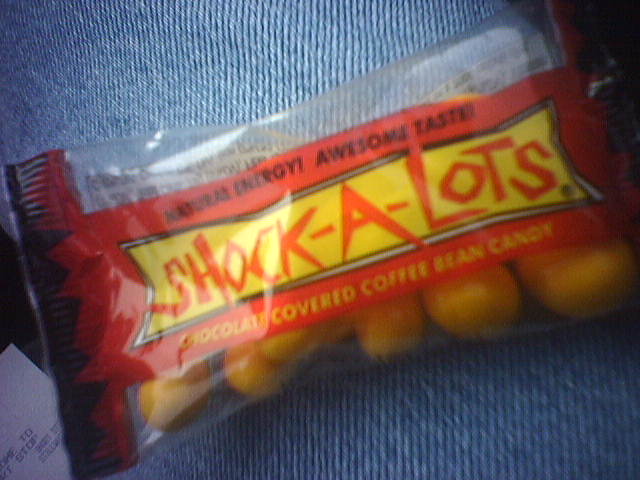 NATURAL ENERGY! AWESOME TASTE!
SHOCK-A-LOTS®
CHOCOLATE COVERED COFFEE BEAN CANDY